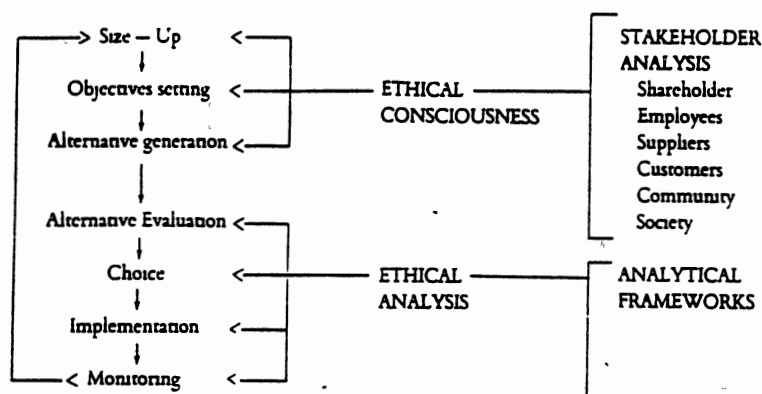 Size – Up
Objectives setting
Alternative generation
Alternative Evaluation
Choice
Implementation
Monitoring
ETHICAL
CONSCIOUSNESS
ETHICAL
ANALYSIS
STAKEHOLDER
ANALYSIS
Shareholder
Employees
Suppliers
Customers
Community
Society
ANALYTICAL
FRAMEWORKS